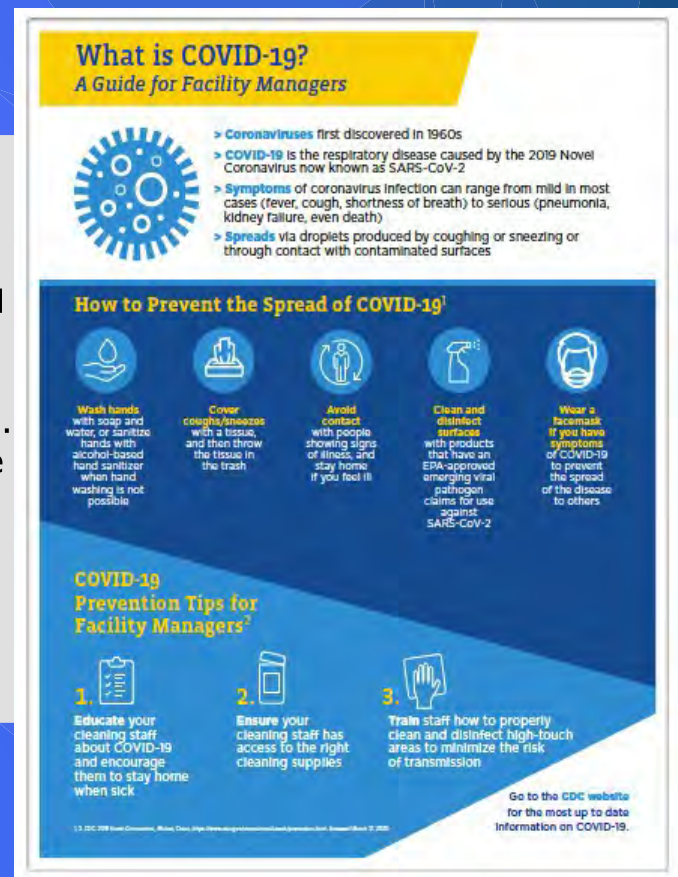 What is COVID-19?
A Guide for Facility Managers
> Coronaviruses first discovered in 1960s
> COVID-19 is the respiratory disease caused by the 2019 Novel
Coronavirus now known as SARS-CoV-2
> Symptoms of coronavirus infection can range from mild in most
cases (fever, cough, shortness of breath) to serious (pneumonia,
kidney failure, even death)
> Spreads via droplets produced by coughing or sneezing or
through contact with contaminated surfaces
How to Prevent the Spread of COVID-19¹
Wash hands
with soap and
water, or sanitize
hands with
alcohol-based
hand sanitizer
when hand
washing is not
possible
Cover
coughs/sneezes
with a tissue,
and then throw
the tissue in
the trash
Avoid
contact
with people
showing signs
of illness, and
stay home
if you feel ill
Clean and
disinfect
surfaces
with products
that have an
EPA-approved
emerging viral
pathogen
claims for use
against
SARS-CoV-2
Wear a
facemask
if you have
symptoms
of COVID-19
to prevent
the spread
of the disease
to others
COVID-19
Prevention Tips for
Facility Managers²
1.
Educate your
cleaning staff
about COVID-19
and encourage
them to stay home
when sick
2.
Ensure your
cleaning staff has
access to the right
cleaning supplies
3.
Train staff how to properly
clean and disinfect high-touch
areas to minimize the risk
of transmission
Go to the CDC website
for the most up to date
information on COVID-19.